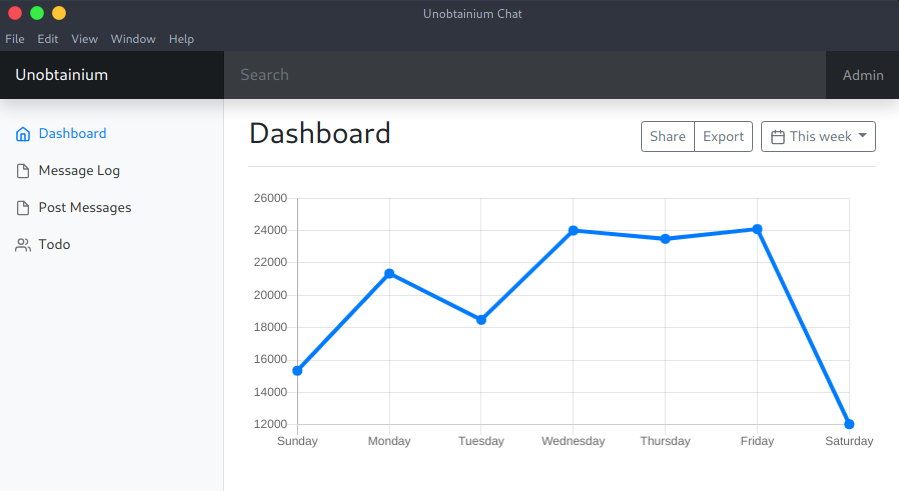 Unobtainium Chat
File Edit View Window Help
Unobtainium
Search
Admin
Dashboard
Message Log
Post Messages
Todo
Dashboard
Share Export This week
26000
24000
22000
20000
18000
16000
14000
12000
Sunday Monday Tuesday Wednesday Thursday Friday Saturday